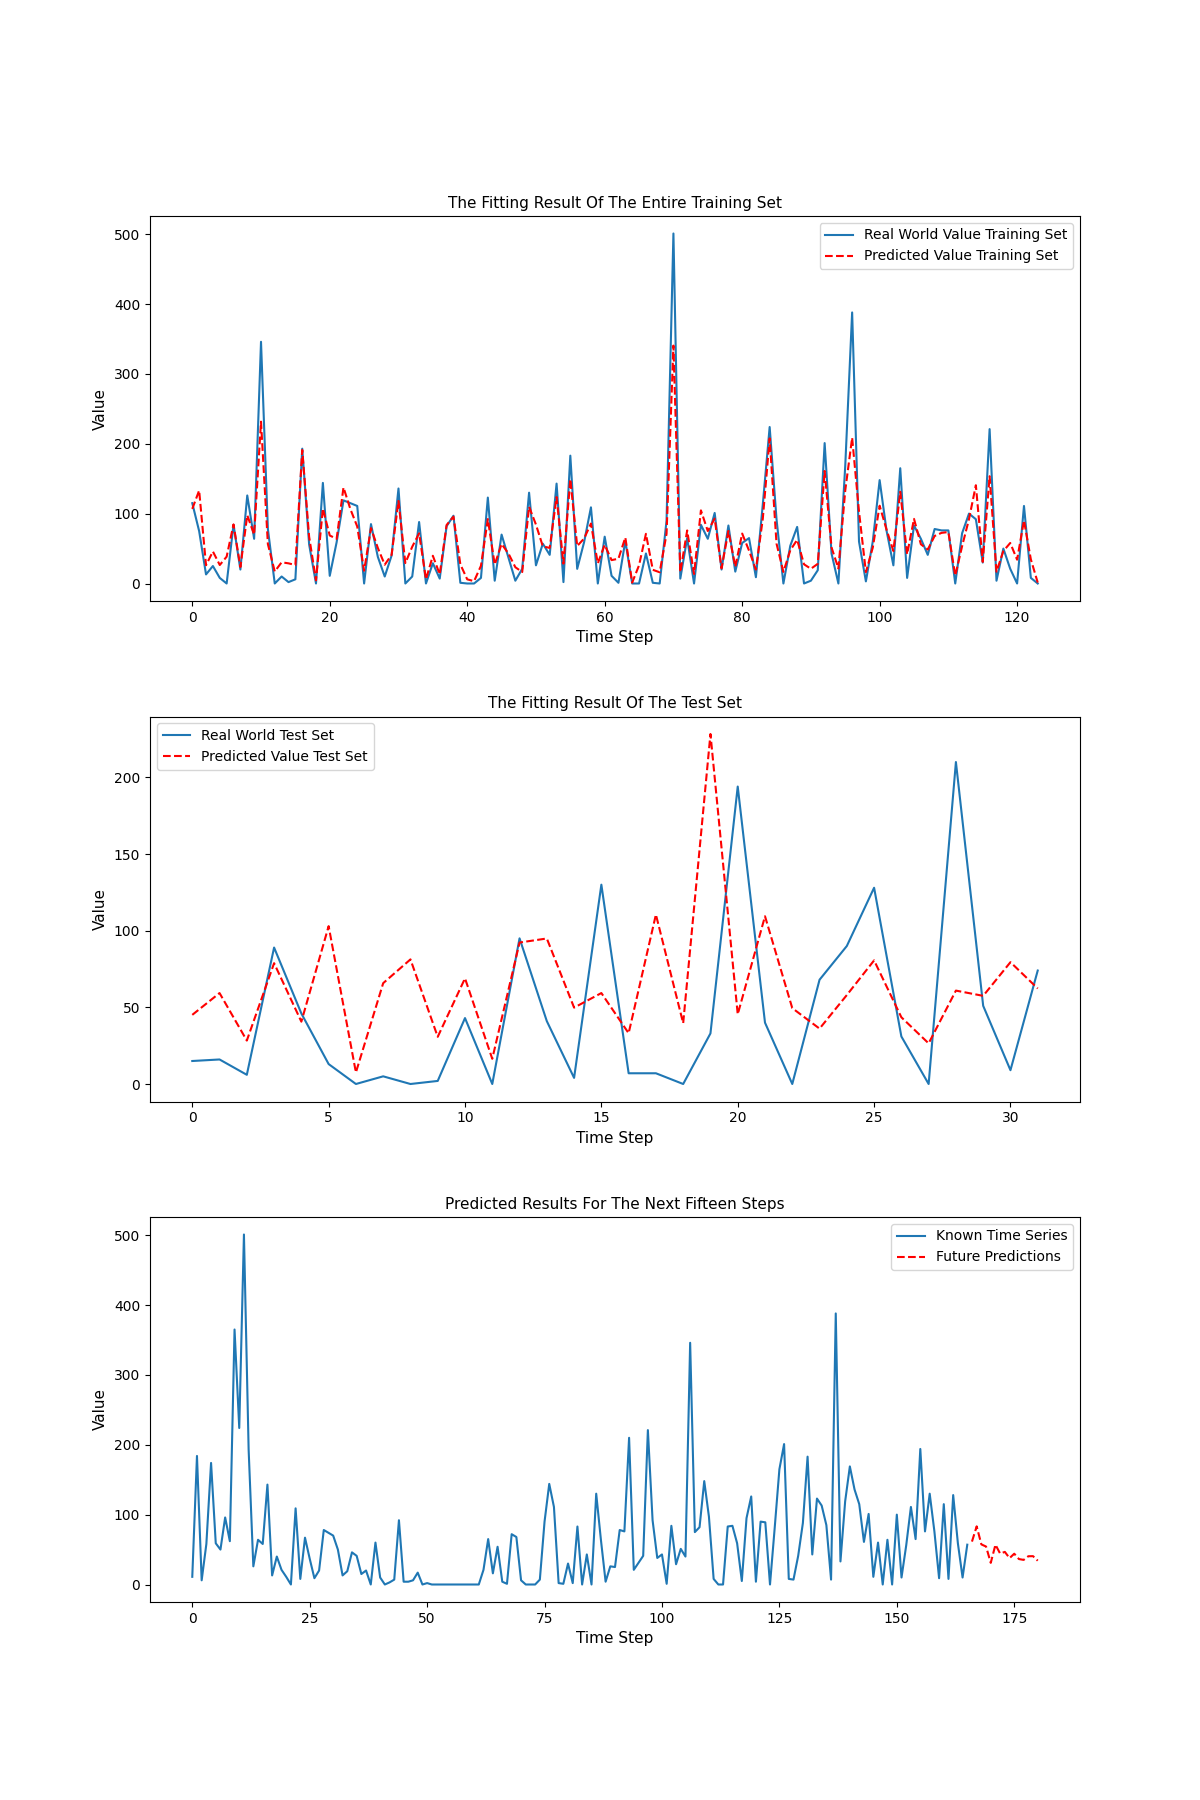 The Fitting Result Of The Entire Training Set
Real World Value Training Set
Predicted Value Training Set
Value
500
400
300
200
100
0
0 20 40 60 80 100 120
Time Step
The Fitting Result Of The Test Set
Real World Test Set
Predicted Value Test Set
Value
200
150
100
50
0
0 5 10 15 20 25 30
Time Step
Predicted Results For The Next Fifteen Steps
Known Time Series
Future Predictions
Value
500
400
300
200
100
0
0 25 50 75 100 125 150 175
Time Step